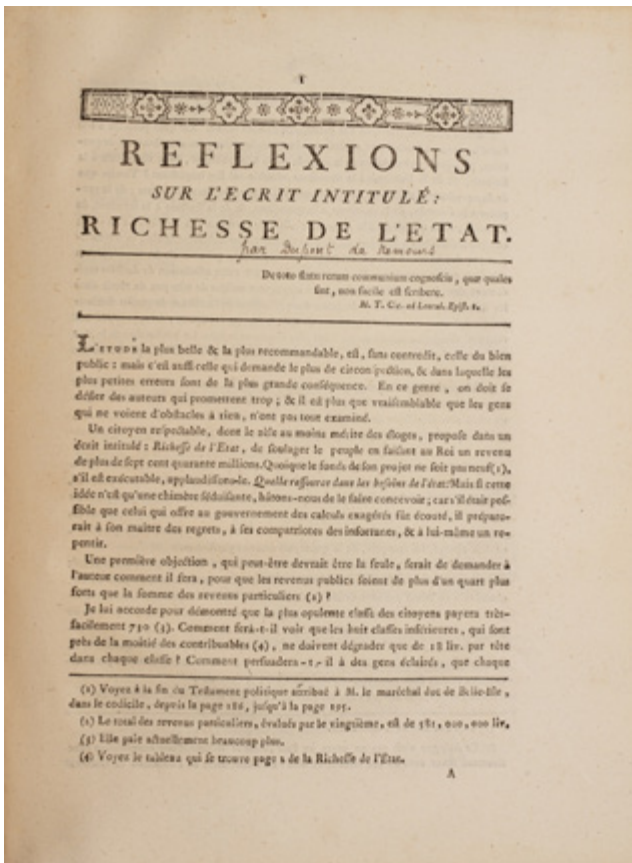 1
REFLEXIONS
SUR L'ECRIT INTITULÉ:
RICHESSE DE L'ETAT.
par Dupont de Nemours
De toto statu rerum communium cognoscis, quæ quales
sint, non facile est scribere.
M. T. Cic. ad Epist.
L'ETUDE la plus belle & la plus recommandable, est, sans contredit, celle du bien
public : mais c'est aussi celle qui demande le plus de circonspection, & dans laquelle les
plus petites erreurs sont de la plus grande conséquence. En ce genre, on doit se
défier des auteurs qui promettent trop ; & il est plus que vraisemblable que les gens
qui ne voient d'obstacles à rien, n'ont pas tout examiné.
Un citoyen respectable, dont le zèle au moins mérite des éloges, propose dans un
écrit intitulé : Richesse de l'Etat, de soulager le peuple en faisant au Roi un revenu
de plus de sept cent quarante millions. Quoique le fonds de son projet ne soit pas neuf(1),
s'il est exécutable, applaudissons-le. Quelle ressource dans les besoins de l'état! Mais si cette
idée n'est qu'une chimère séduisante, hâtons-nous de la faire concevoir ; car s'il était pos-
sible que celui qui offre au gouvernement des calculs exagérés fût écouté, il prépare-
rait à son maître des regrets, à ses compatriotes des infortunes, & à lui-même un re-
pentir.
Une première objection, qui peut-être devrait être la seule, serait de demander à
l'auteur comment il fera, pour que les revenus publics soient de plus d'un quart plus
forts que la somme des revenus particuliers (2) ?
Je lui accorde pour démontré que la plus opulente classe des citoyens payera très-
facilement 730 (3). Comment fera-t-il voir que les huit classes inférieures, qui sont
près de la moitié des contribuables (4), ne doivent dégrader que de 18 liv. par tête
dans chaque classe ? Comment persuadera-t-il à des gens éclairés, que chaque
(1) Voyez à la fin du Testament politique attribué à M. le maréchal duc de Belle-Isle,
dans le codicile, depuis la page 186, jusqu'à la page 195.
(2) Le total des revenus particuliers, évalués par le vingtième, est de 581, 000, 000 liv.
(3) Elle paie actuellement beaucoup plus.
(4) Voyez le tableau qui se trouve page 2 de la Richesse de l'État.
A